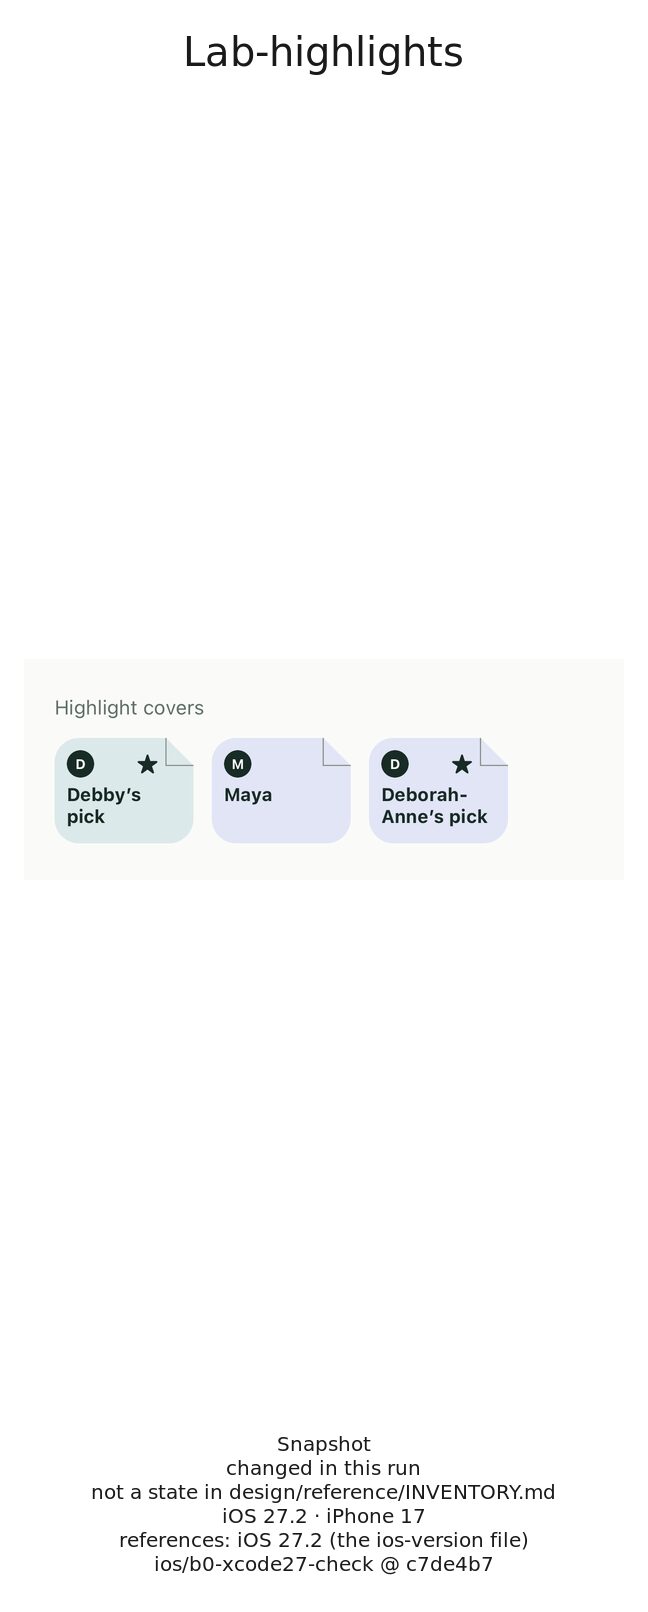 Lab-highlights
Highlight covers
D
Debby’s
pick
M
Maya
D
Deborah-
Anne’s pick
Snapshot
changed in this run
not a state in design/reference/INVENTORY.md
iOS 27.2 · iPhone 17
references: iOS 27.2 (the ios-version file)
ios/b0-xcode27-check @ c7de4b7